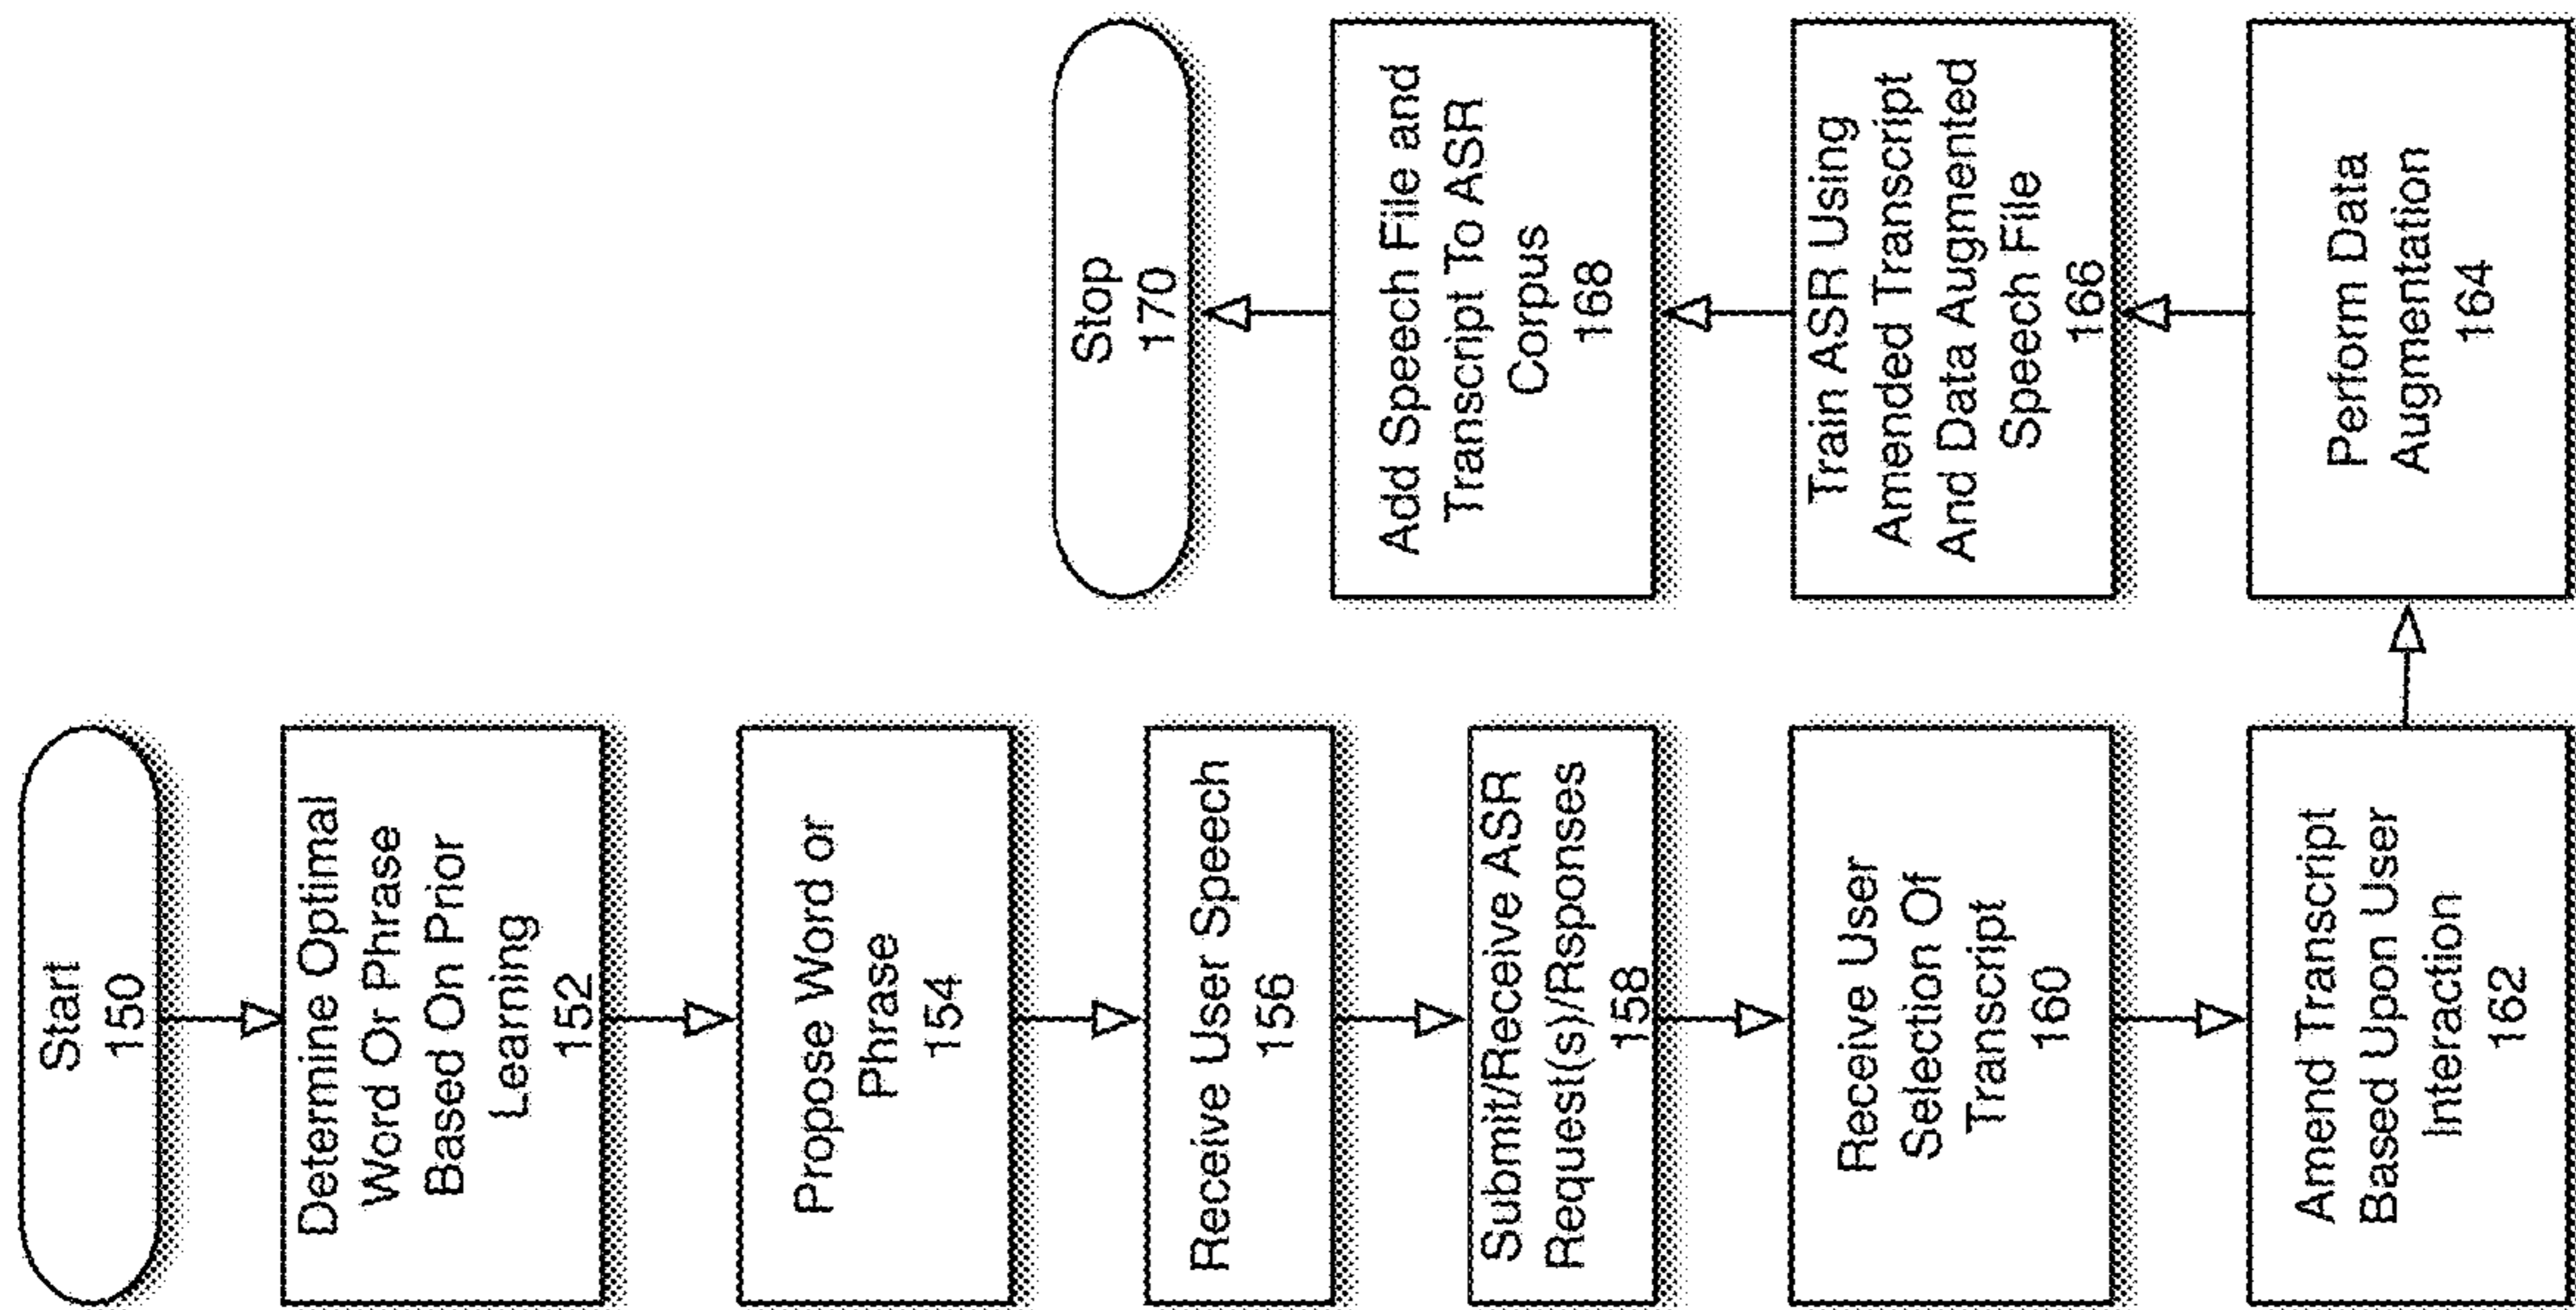 Start
150
Determine Optimal
Word Or Phrase
Based On Prior
Learning
152
Propose Word or
Phrase
154
Receive User Speech
156
Submit/Receive ASR
Request(s)/Rsponses
158
Receive User
Selection Of
Transcript
160
Amend Transcript
Based Upon User
Interaction
162
Perform Data
Augmentation
164
Train ASR Using
Amended Transcript
And Data Augmented
Speech File
166
Add Speech File and
Transcript To ASR
Corpus
168
Stop
170